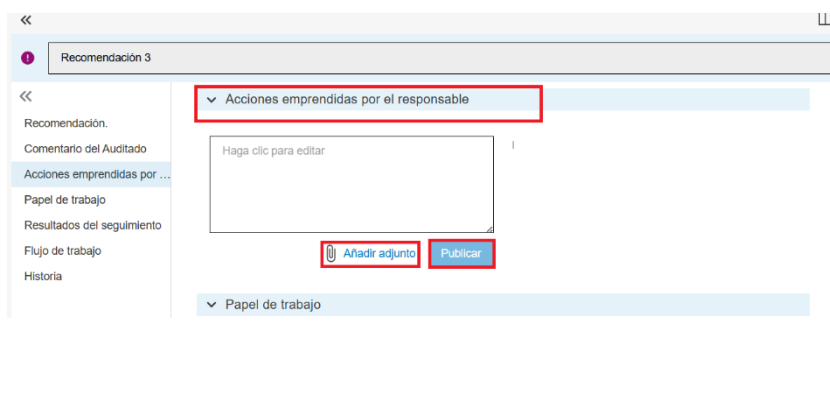 Recomendación 3
Acciones emprendidas por el responsable
Recomendación.
Comentario del Auditado
Acciones emprendidas por ...
Papel de trabajo
Resultados del seguimiento
Flujo de trabajo
Historia
Haga clic para editar
Añadir adjunto
Publicar
Papel de trabajo